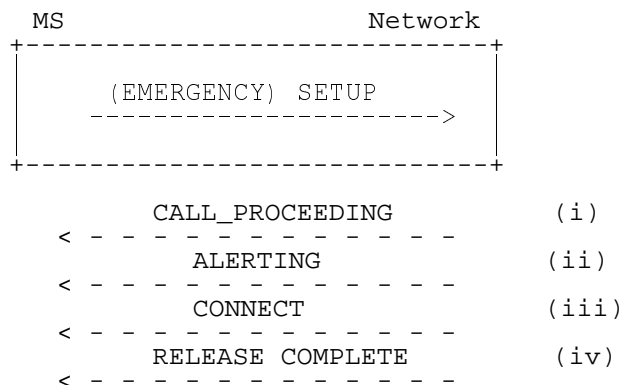 MS Network
(EMERGENCY) SETUP
CALL_PROCEEDING (i)
ALERTING (ii)
CONNECT (iii)
RELEASE COMPLETE (iv)